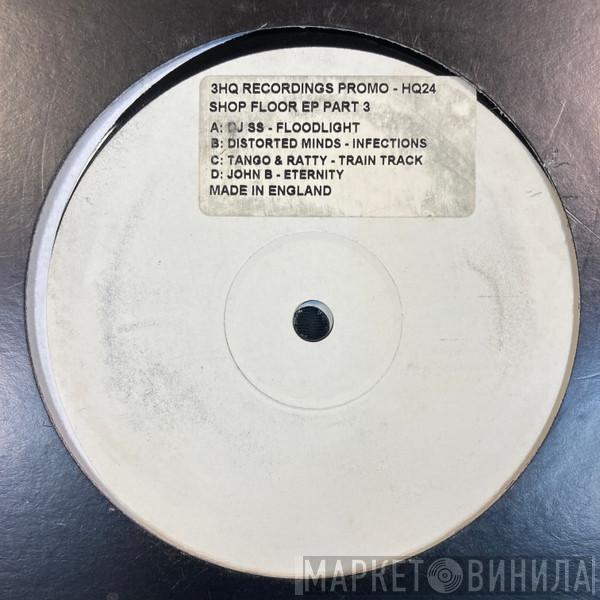 3HQ RECORDINGS PROMO - HQ24
SHOP FLOOR EP PART 3
A: DJ SS - FLOODLIGHT
B: DISTORTED MINDS - INFECTIONS
C: TANGO & RATTY - TRAIN TRACK
D: JOHN B - ETERNITY
MADE IN ENGLAND
МАРКЕТ ВИНИЛА